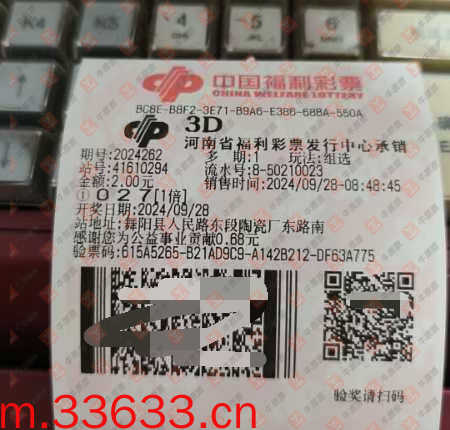 K4
K5
4
5
6
中国福利彩票
CHINA WELFARE LOTTERY
BC8E-B8F2-3E71-B9A6-E386-688A-550A
3D
河南省福利彩票发行中心承销
期号:2024262 多 期:1 玩法:组选
站号:41610294 流水号:8-50210023
金额:2.00元 销售时间:2024/09/28-08:48:45
① 027[1倍]
开奖日期:2024/09/28
站地址:舞阳县人民路东段陶瓷厂东路南
感谢您为公益事业贡献0.68元
验票码:615A5265-B21AD9C9-A142B212-DF63A775
验奖请扫码
m.33633.cn